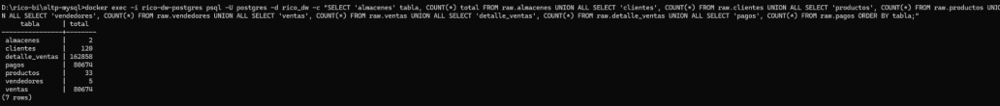 D:\rico-bi\oltp-mysql>docker exec -i rico-dw-postgres psql -U postgres -d rico_dw -c "SELECT 'almacenes' tabla, COUNT(*) total FROM raw.almacenes UNION ALL SELECT 'clientes', COUNT(*) FROM raw.clientes UNION ALL SELECT 'productos', COUNT(*) FROM raw.productos UNIO
N ALL SELECT 'vendedores', COUNT(*) FROM raw.vendedores UNION ALL SELECT 'ventas', COUNT(*) FROM raw.ventas UNION ALL SELECT 'detalle_ventas', COUNT(*) FROM raw.detalle_ventas UNION ALL SELECT 'pagos', COUNT(*) FROM raw.pagos ORDER BY tabla;"
tabla | total
----------------+--------
almacenes | 2
clientes | 120
detalle_ventas | 162858
pagos | 80674
productos | 33
vendedores | 5
ventas | 80674
(7 rows)